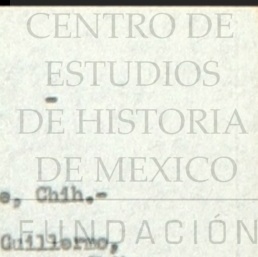 CENTRO DE
ESTUDIOS
-
DE HISTORIA
DE MEXICO
e, Chih.-
FUNDACIÓN
Guillermo,